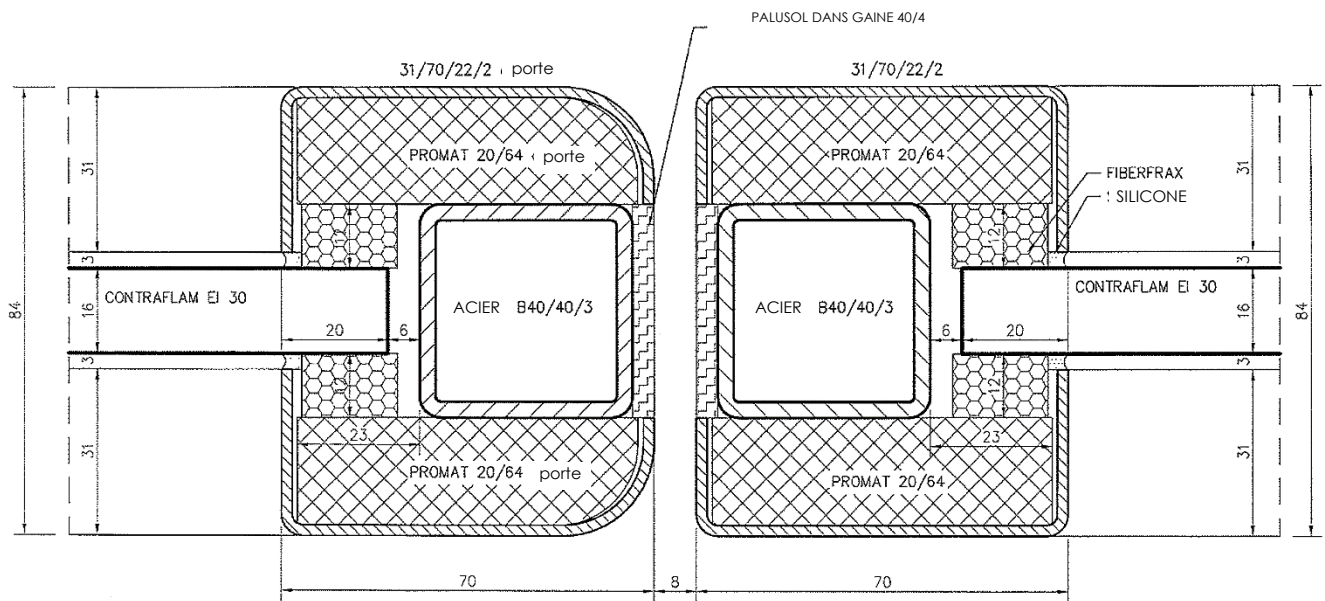 PALUSOL DANS GAINE 40/4
31/70/22/2 porte
31/70/22/2
PROMAT 20/64 porte
PROMAT 20/64
FIBERFRAX
SILICONE
31
31
12
12
3
3
CONTRAFLAM EI 30
CONTRAFLAM EI 30
84
16
20
6
ACIER B40/40/3
ACIER B40/40/3
6
20
16
84
3
3
12
12
23
23
31
31
PROMAT 20/64 porte
PROMAT 20/64
70
8
70